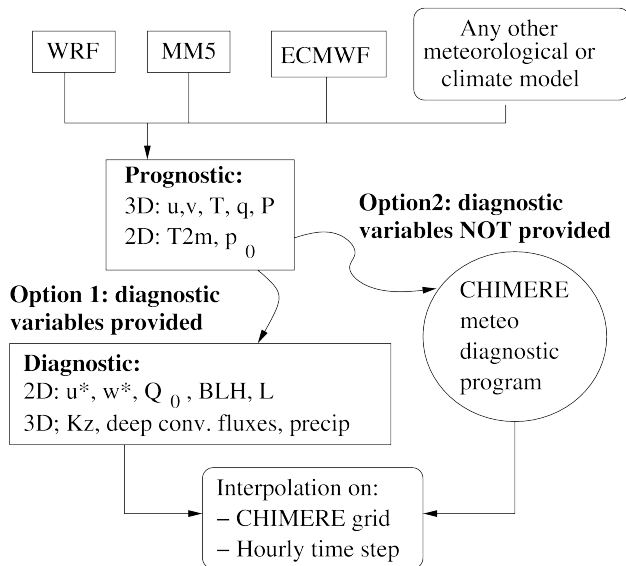 WRF
MM5
ECMWF
Any other
meteorological or
climate model
Prognostic:
3D: u,v, T, q, P
2D: T2m, p 0
Option2: diagnostic
variables NOT provided
Option 1: diagnostic
variables provided
CHIMERE
meteo
diagnostic
program
Diagnostic:
2D: u*, w*, Q 0 , BLH, L
3D; Kz, deep conv. fluxes, precip
Interpolation on:
− CHIMERE grid
− Hourly time step